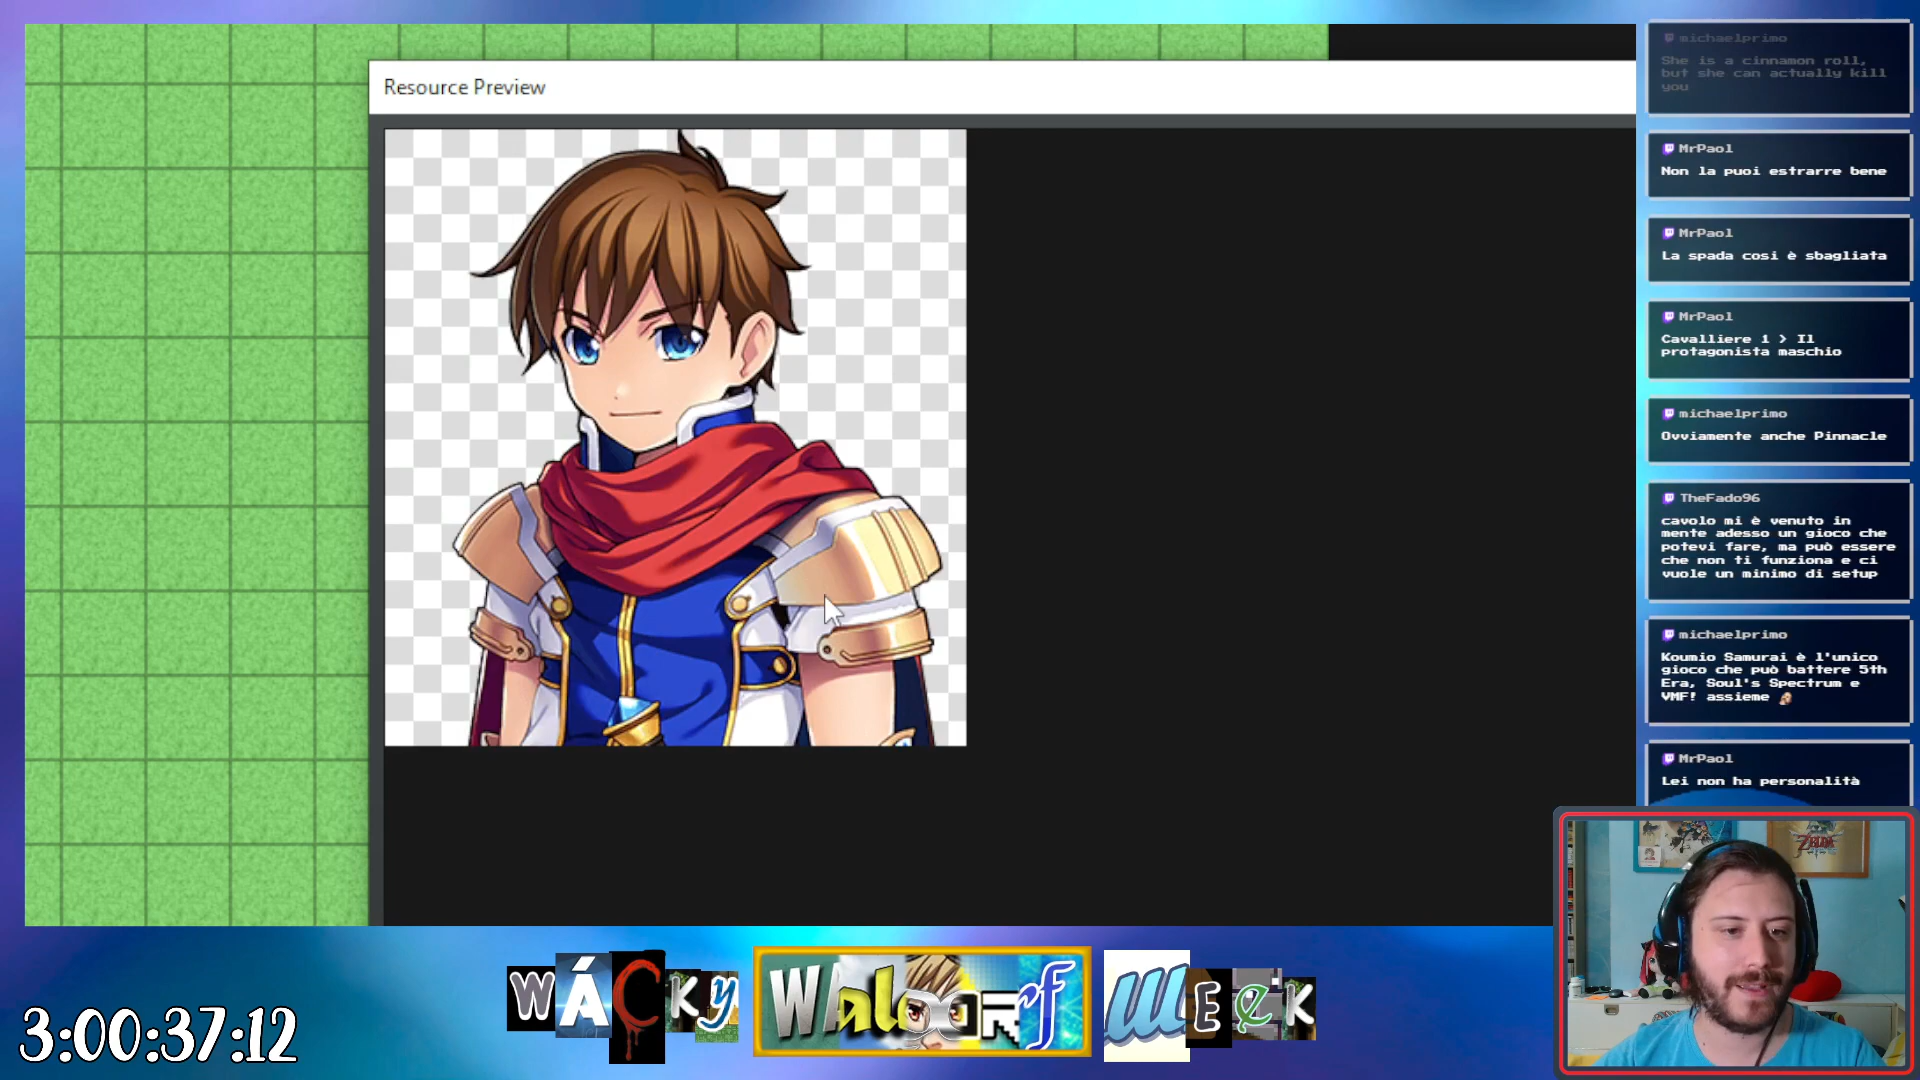 Resource Preview
michaelprimo
She is a cinnamon roll,
but she can actually kill
you
MrPaol
Non la puoi estrarre bene
MrPaol
La spada cosi è sbagliata
MrPaol
Cavalliere 1 > Il
protagonista maschio
michaelprimo
Ovviamente anche Pinnacle
TheFado96
cavolo mi è venuto in
mente adesso un gioco che
potevi fare, ma può essere
che non ti funziona e ci
vuole un minimo di setup
michaelprimo
Koumio Samurai è l'unico
gioco che può battere 5th
Era, Soul's Spectrum e
VMF! assieme
MrPaol
Lei non ha personalità
ZELDA
WÁCky Waldorf WEEK
3:00:37:12